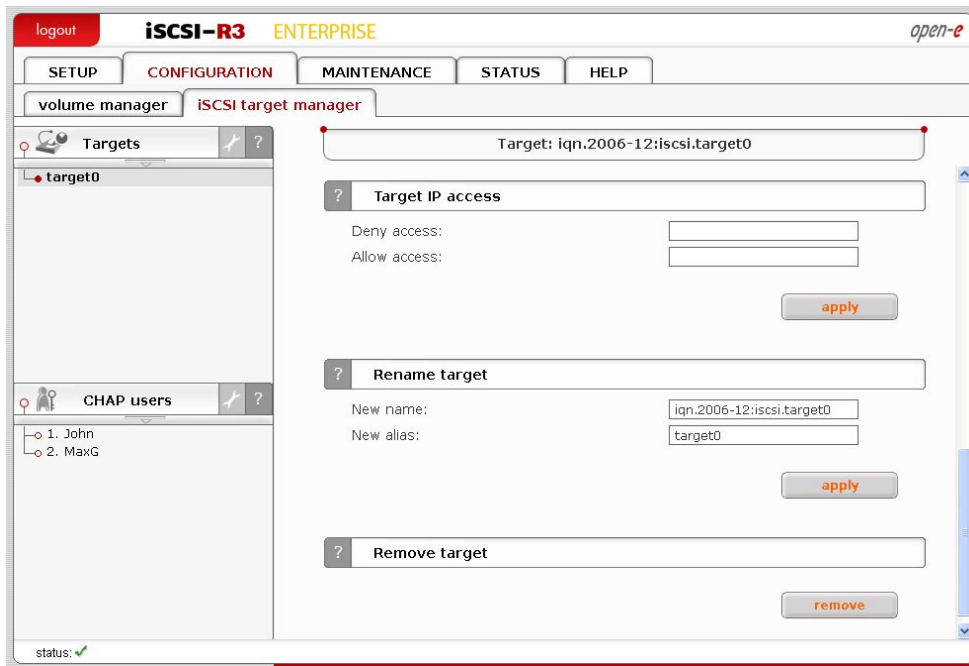 logout iSCSI-R3 ENTERPRISE open-e
SETUP CONFIGURATION MAINTENANCE STATUS HELP
volume manager iSCSI target manager
Targets ?
target0
CHAP users ?
1. John
2. MaxG
Target: iqn.2006-12:iscsi.target0
? Target IP access
Deny access:
Allow access:
apply
? Rename target
New name: iqn.2006-12:iscsi.target0
New alias: target0
apply
? Remove target
remove
status: